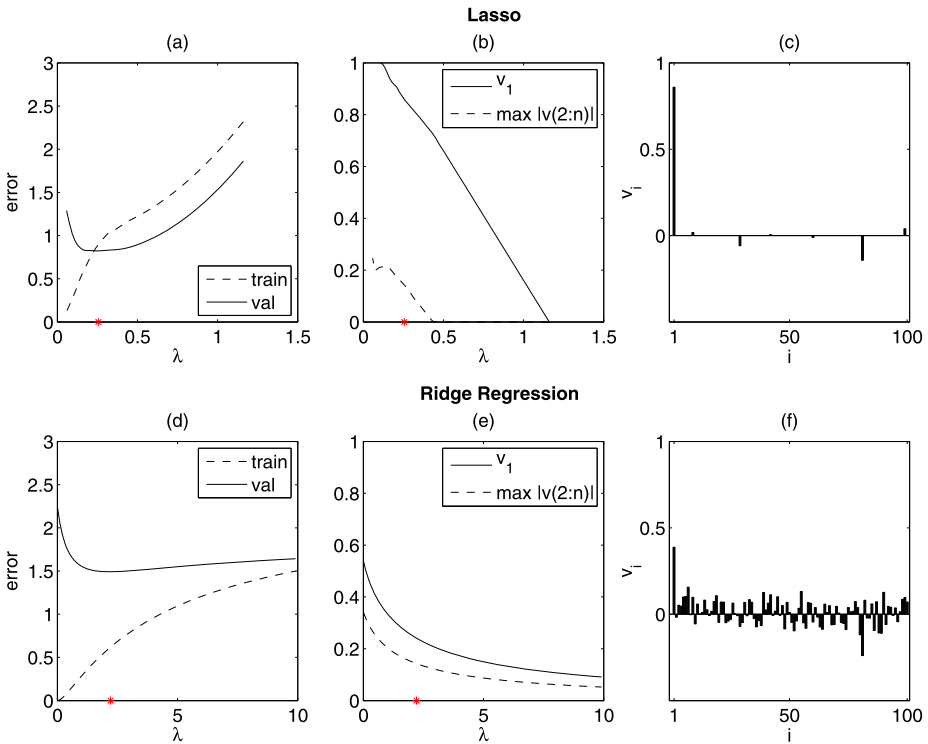 Lasso
(a)
(b)
(c)
3
2.5
2
1.5
1
0.5
0
error
train
val
0
0.5
1
1.5
λ
1
0.8
0.6
0.4
0.2
0
v1
max |v(2:n)|
0
0.5
1
1.5
λ
1
0.5
0
vi
1
50
100
i
Ridge Regression
(d)
(e)
(f)
3
2.5
2
1.5
1
0.5
0
error
train
val
0
5
10
λ
1
0.8
0.6
0.4
0.2
0
v1
max |v(2:n)|
0
5
10
λ
1
0.5
0
vi
1
50
100
i